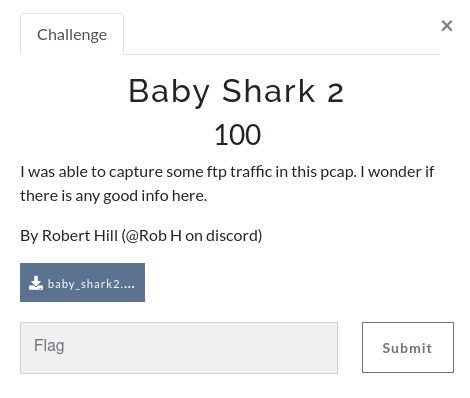 Challenge
×
Baby Shark 2
100
I was able to capture some ftp traffic in this pcap. I wonder if
there is any good info here.
By Robert Hill (@Rob H on discord)
baby_shark2....
Flag
Submit